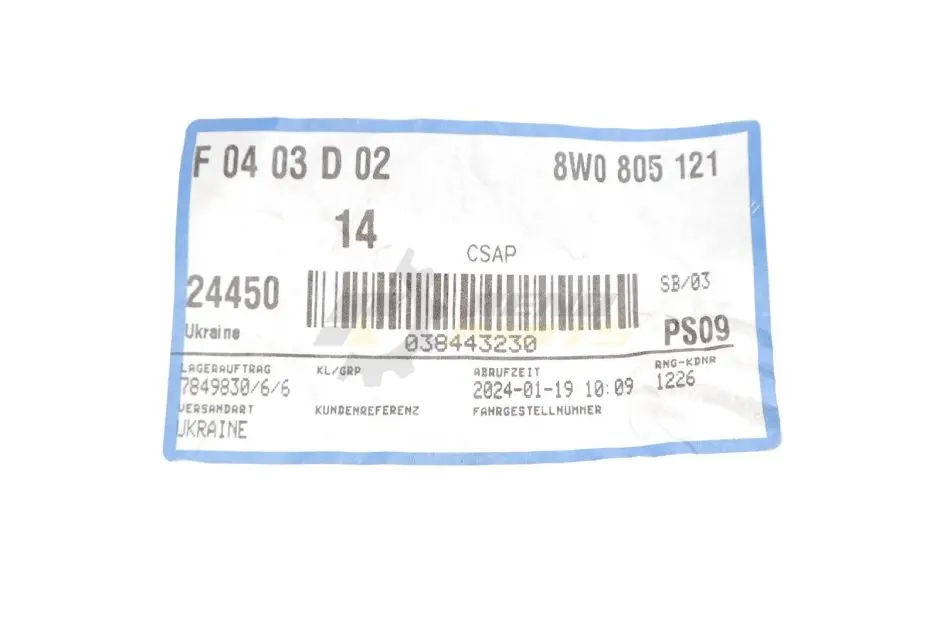 F 04 03 D 02
8W0 805 121
14
CSAP
24450
SB/03
Ukraine
PS09
038443230
LAGERAUFTRAG
KL/GRP
ABRUFZEIT
RNG-KDNR
7849830/6/6
2024-01-19 10:09
1226
VERSANDART
KUNDENREFERENZ
FAHRGESTELLNUMMER
UKRAINE